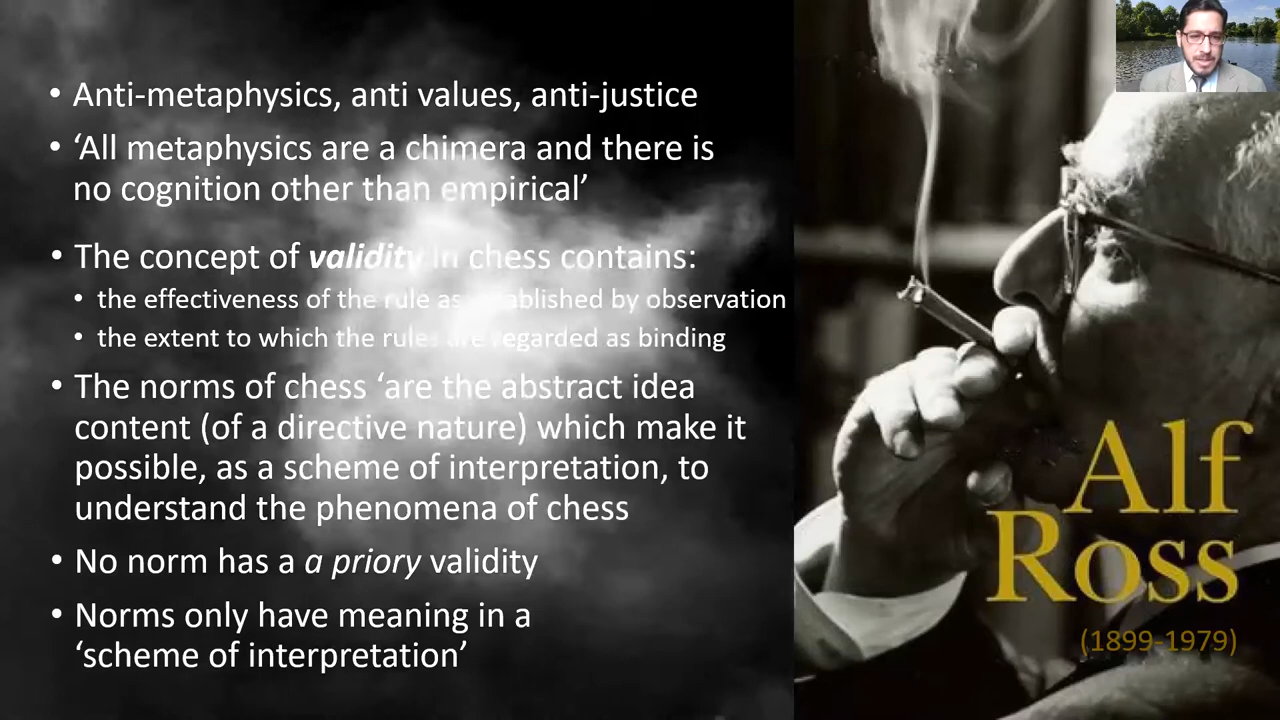 • Anti-metaphysics, anti values, anti-justice
• ‘All metaphysics are a chimera and there is
no cognition other than empirical’
• The concept of validity in chess contains:
• the effectiveness of the rule as established by observation
• the extent to which the rules are regarded as binding
• The norms of chess ‘are the abstract idea
content (of a directive nature) which make it
possible, as a scheme of interpretation, to
understand the phenomena of chess
• No norm has a a priory validity
• Norms only have meaning in a
‘scheme of interpretation’
Alf
Ross
(1899-1979)